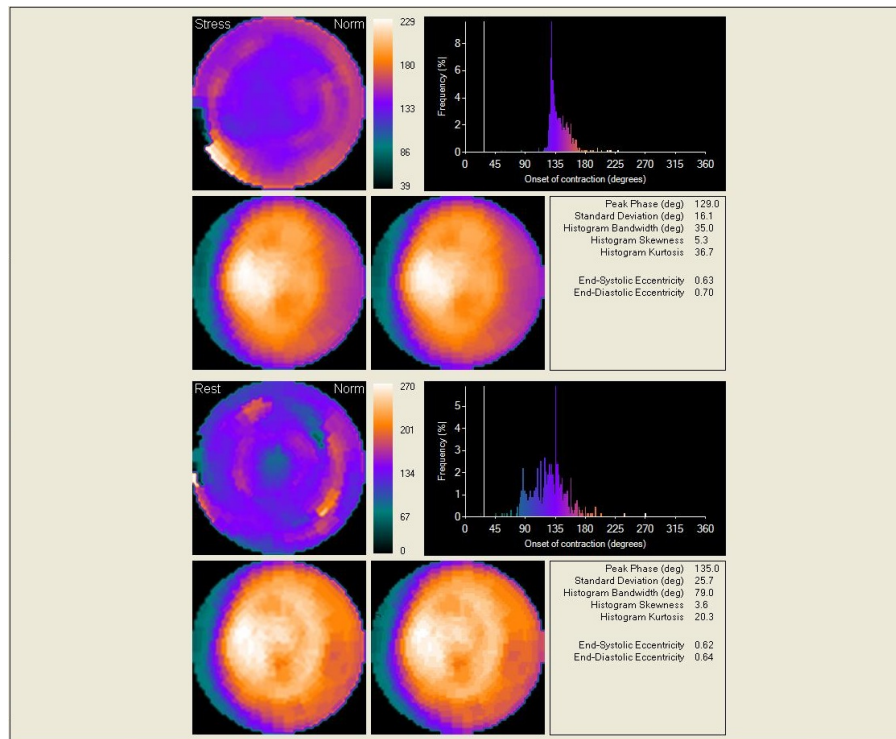 Stress Norm
229
180
133
86
39
Frequency [%]
8
6
4
2
0
0 45 90 135 180 225 270 315 360
Onset of contraction (degrees)
Peak Phase (deg) 129.0
Standard Deviation (deg) 16.1
Histogram Bandwidth (deg) 35.0
Histogram Skewness 5.3
Histogram Kurtosis 36.7
End-Systolic Eccentricity 0.63
End-Diastolic Eccentricity 0.70
Rest Norm
270
201
134
67
0
Frequency [%]
5
4
3
2
1
0
0 45 90 135 180 225 270 315 360
Onset of contraction (degrees)
Peak Phase (deg) 135.0
Standard Deviation (deg) 25.7
Histogram Bandwidth (deg) 79.0
Histogram Skewness 3.6
Histogram Kurtosis 20.3
End-Systolic Eccentricity 0.62
End-Diastolic Eccentricity 0.64